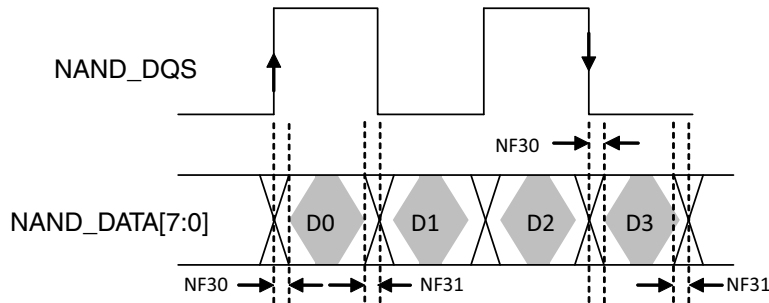 NAND_DQS
NF30
NAND_DATA[7:0]
D0 D1 D2 D3
NF30 NF31 NF31